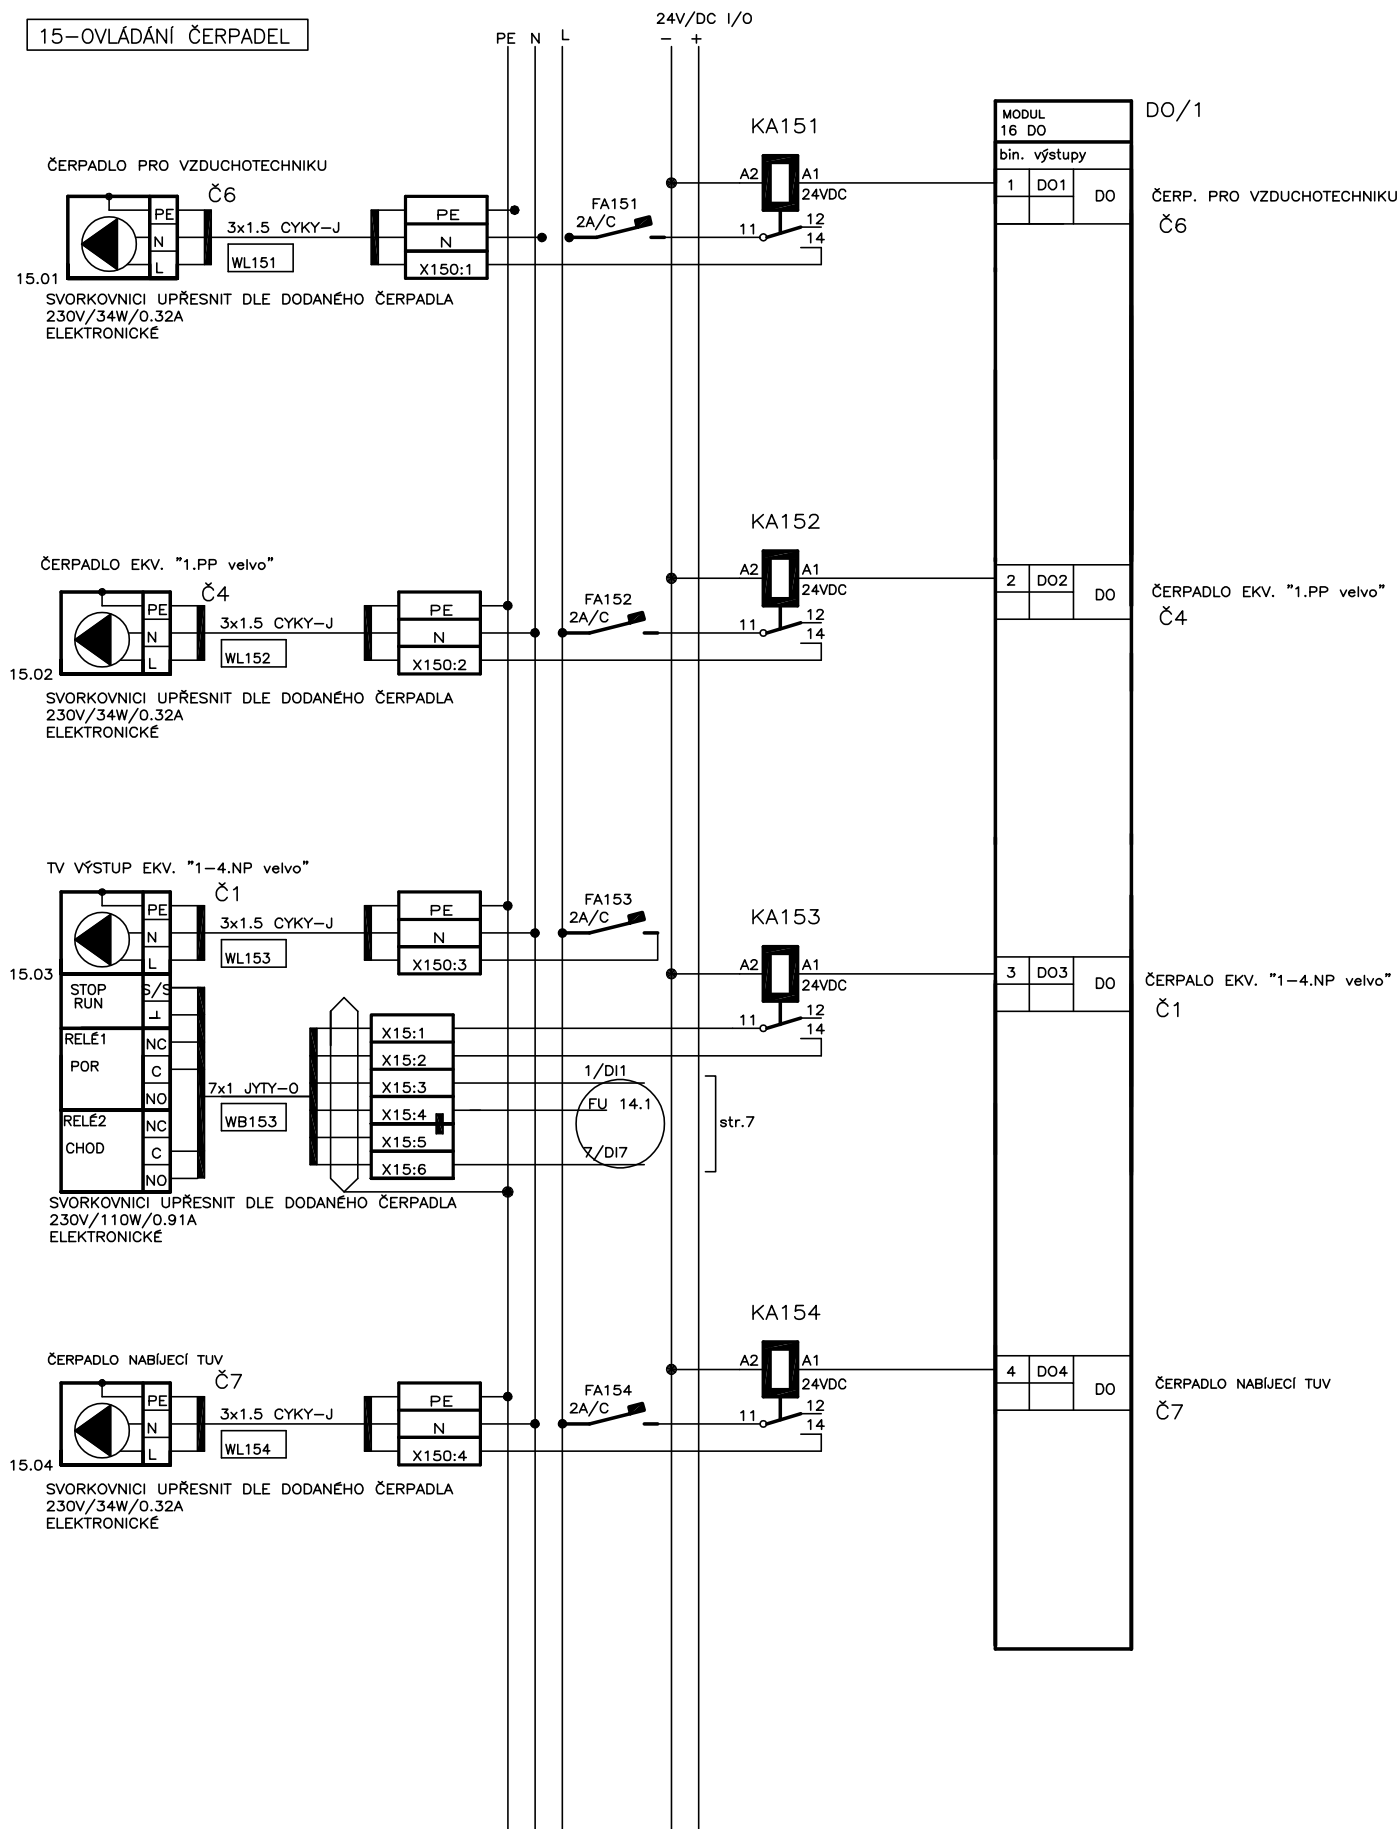 15-OVLÁDÁNÍ ČERPADEL
24V/DC I/O
PE N L - +
MODUL
16 DO
DO/1
bin. výstupy
KA151
ČERPADLO PRO VZDUCHOTECHNIKU
Č6
PE
N
L
3x1.5 CYKY-J
WL151
PE
N
X150:1
FA151
2A/C
A2 A1
24VDC
11 12
14
1 DO1 DO
ČERP. PRO VZDUCHOTECHNIKU
Č6
15.01
SVORKOVNICI UPŘESNIT DLE DODANÉHO ČERPADLA
230V/34W/0.32A
ELEKTRONICKÉ
KA152
ČERPADLO EKV. "1.PP velvo"
Č4
PE
N
L
3x1.5 CYKY-J
WL152
PE
N
X150:2
FA152
2A/C
A2 A1
24VDC
11 12
14
2 DO2 DO
ČERPADLO EKV. "1.PP velvo"
Č4
15.02
SVORKOVNICI UPŘESNIT DLE DODANÉHO ČERPADLA
230V/34W/0.32A
ELEKTRONICKÉ
TV VÝSTUP EKV. "1-4.NP velvo"
Č1
PE
N
L
3x1.5 CYKY-J
WL153
PE
N
X150:3
FA153
2A/C
KA153
A2 A1
24VDC
11 12
14
3 DO3 DO
ČERPALO EKV. "1-4.NP velvo"
Č1
15.03
STOP
RUN
S/S
⊥
RELÉ1
POR
NC
C
NO
RELÉ2
CHOD
NC
C
NO
7x1 JYTY-O
WB153
X15:1
X15:2
X15:3
X15:4
X15:5
X15:6
1/DI1
FU 14.1
7/DI7
str.7
SVORKOVNICI UPŘESNIT DLE DODANÉHO ČERPADLA
230V/110W/0.91A
ELEKTRONICKÉ
KA154
ČERPADLO NABÍJECÍ TUV
Č7
PE
N
L
3x1.5 CYKY-J
WL154
PE
N
X150:4
FA154
2A/C
A2 A1
24VDC
11 12
14
4 DO4 DO
ČERPADLO NABÍJECÍ TUV
Č7
15.04
SVORKOVNICI UPŘESNIT DLE DODANÉHO ČERPADLA
230V/34W/0.32A
ELEKTRONICKÉ